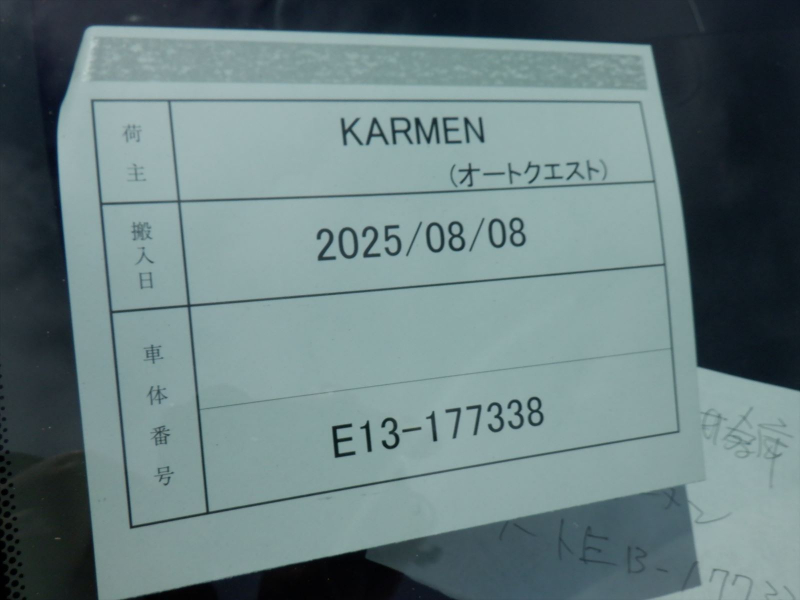 荷主
KARMEN
(オートクエスト)
搬入日
2025/08/08
車体番号
E13-177338